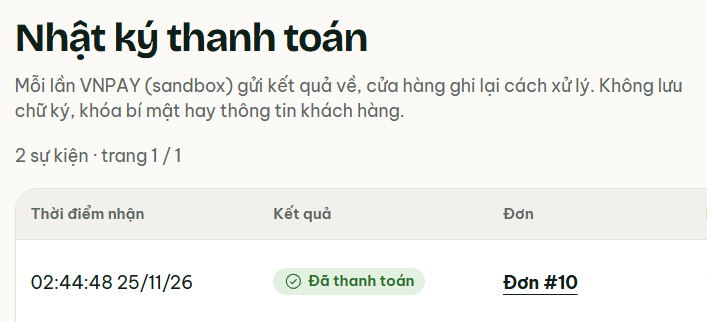 Nhật ký thanh toán
Mỗi lần VNPAY (sandbox) gửi kết quả về, cửa hàng ghi lại cách xử lý. Không lưu
chữ ký, khóa bí mật hay thông tin khách hàng.
2 sự kiện · trang 1 / 1
Thời điểm nhận Kết quả Đơn
02:44:48 25/11/26 Đã thanh toán Đơn #10